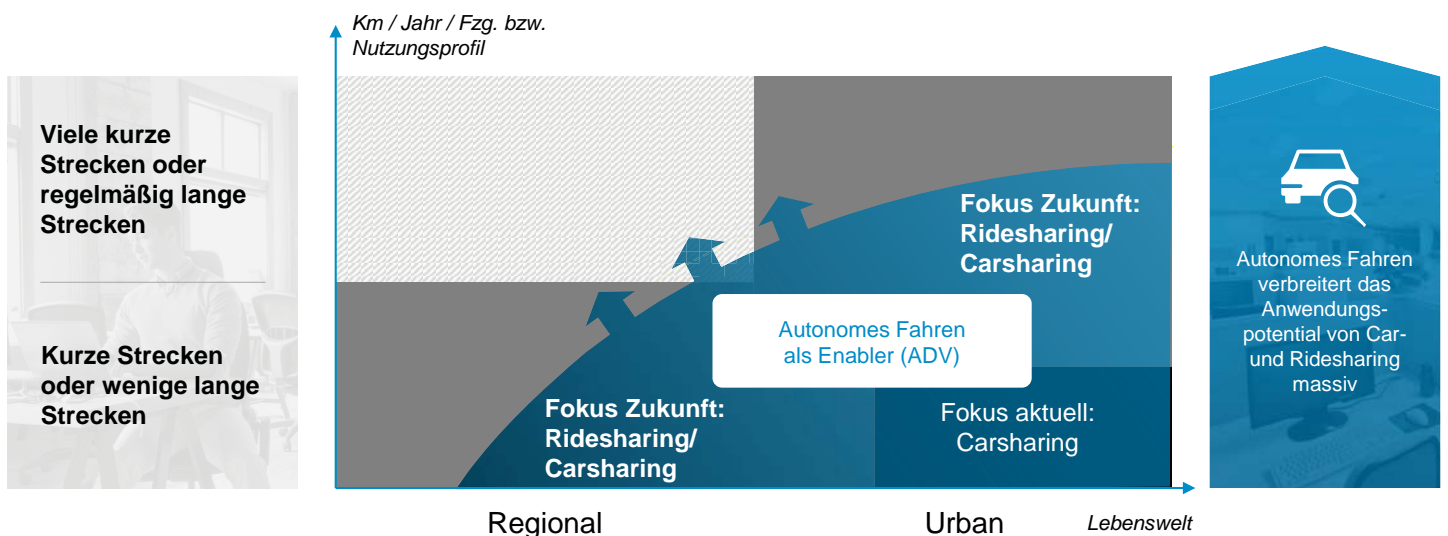 Km / Jahr / Fzg. bzw.
Nutzungsprofil
Viele kurze
Strecken oder
regelmäßig lange
Strecken
Kurze Strecken
oder wenige lange
Strecken
Fokus Zukunft:
Ridesharing/
Carsharing
Autonomes Fahren
als Enabler (ADV)
Fokus Zukunft:
Ridesharing/
Carsharing
Fokus aktuell:
Carsharing
Regional
Urban
Lebenswelt
Autonomes Fahren
verbreitert das
Anwendungs-
potential von Car-
und Ridesharing
massiv